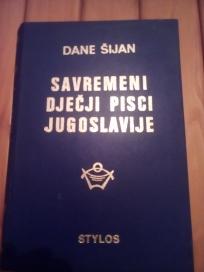 DANE ŠIJAN
SAVREMENI
DJEČJI PISCI
JUGOSLAVIJE
STYLOS